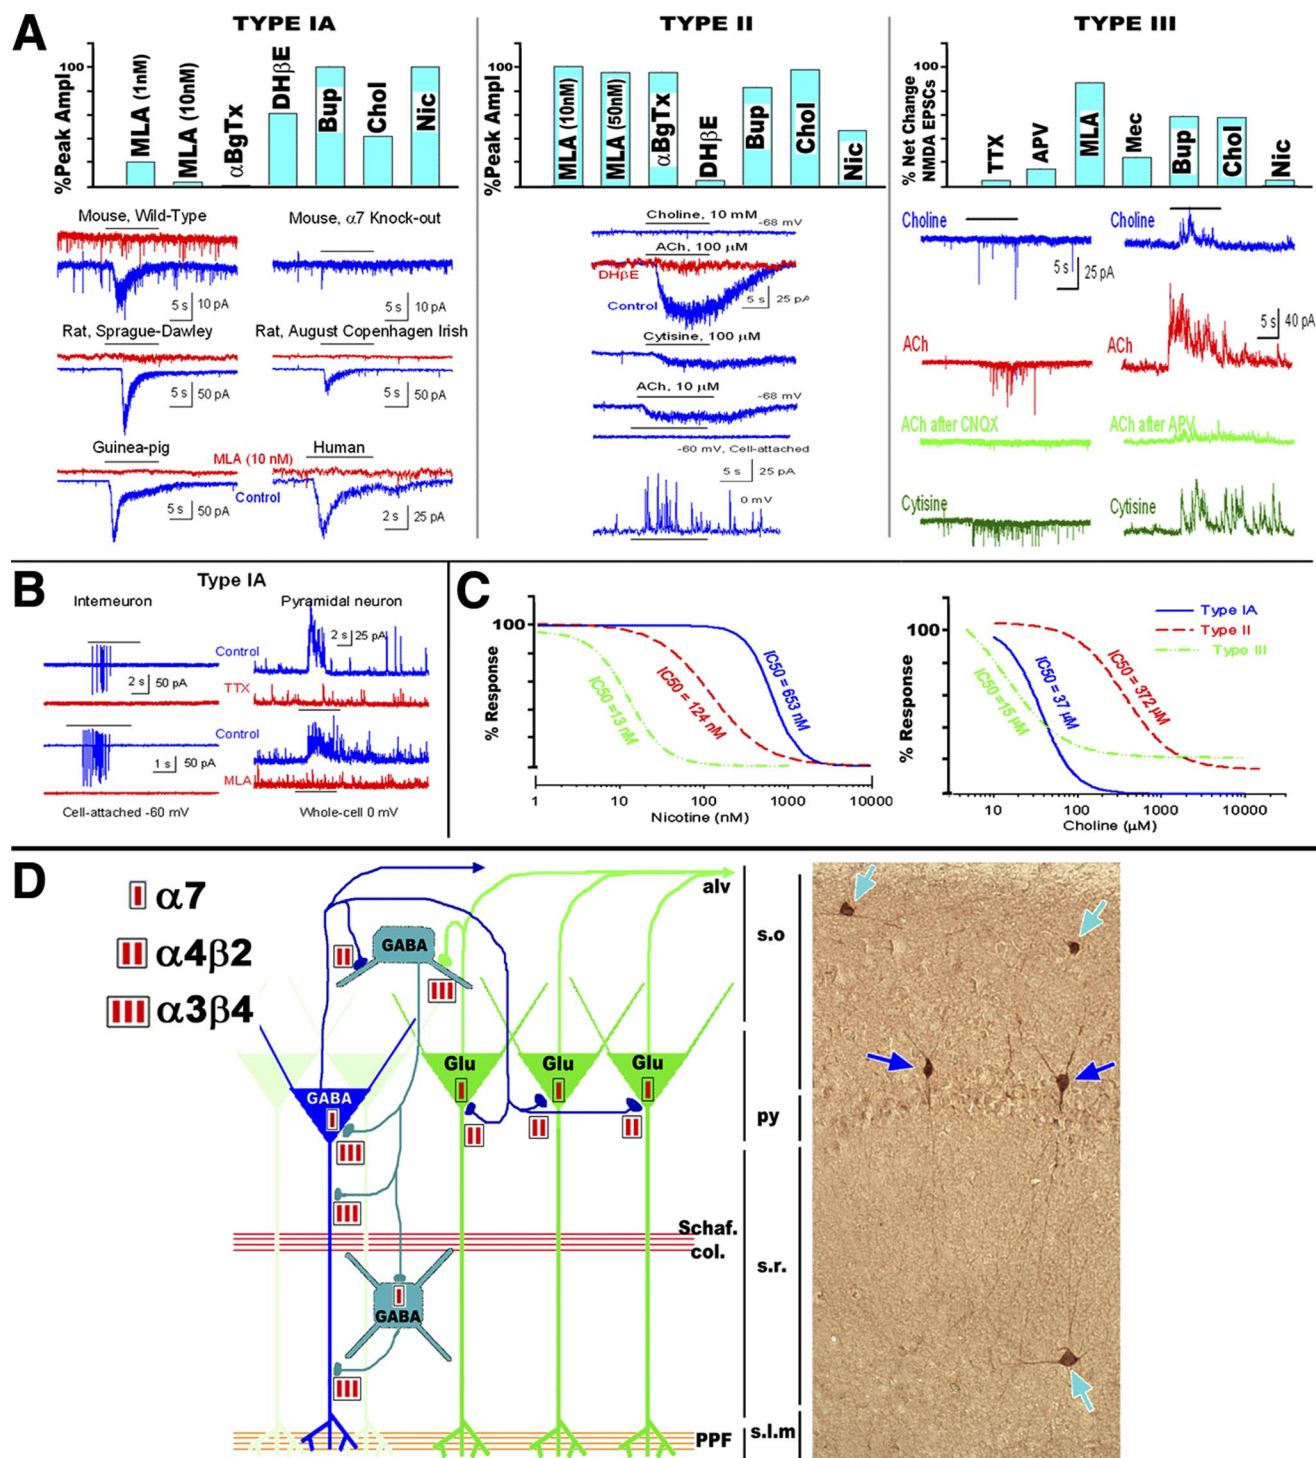 A
TYPE IA
%Peak Ampl
100
MLA (1nM)
MLA (10nM)
αBgTx
DHβE
Bup
Chol
Nic
Mouse, Wild-Type
Mouse, α7 Knock-out
5 s 10 pA
5 s 10 pA
Rat, Sprague-Dawley
Rat, August Copenhagen Irish
5 s 50 pA
5 s 50 pA
Guinea-pig
MLA (10 nM)
Human
Control
5 s 50 pA
2 s 25 pA
TYPE II
%Peak Ampl
100
MLA (10nM)
MLA (50nM)
αBgTx
DHβE
Bup
Chol
Nic
Choline, 10 mM
-68 mV
ACh, 100 μM
DHβE
Control
5 s 25 pA
Cytisine, 100 μM
ACh, 10 μM
-68 mV
-60 mV, Cell-attached
5 s 25 pA
0 mV
TYPE III
% Net Change
NMDA EPSCs
100
TTX
APV
MLA
Mec
Bup
Chol
Nic
Choline
Choline
5 s 25 pA
ACh
ACh
5 s 40 pA
ACh after CNQX
ACh after APV
Cytisine
Cytisine
B
Type IA
Interneuron
Pyramidal neuron
Control
2 s 50 pA
2 s 25 pA
TTX
Control
1 s 50 pA
MLA
Cell-attached -60 mV
Whole-cell 0 mV
C
% Response
100
IC50 =13 nM
IC50 = 124 nM
IC50 = 653 nM
1 10 100 1000 10000
Nicotine (nM)
% Response
100
Type IA
Type II
Type III
IC50 =15 μM
IC50 = 37 μM
IC50 = 372 μM
10 100 1000 10000
Choline (μM)
D
I α7
II α4β2
III α3β4
alv
GABA
II
III
Glu
Glu
Glu
I
I
I
GABA
I
III
II
II
II
III
Schaf.
col.
I
GABA
III
PPF
s.o
py
s.r.
s.l.m